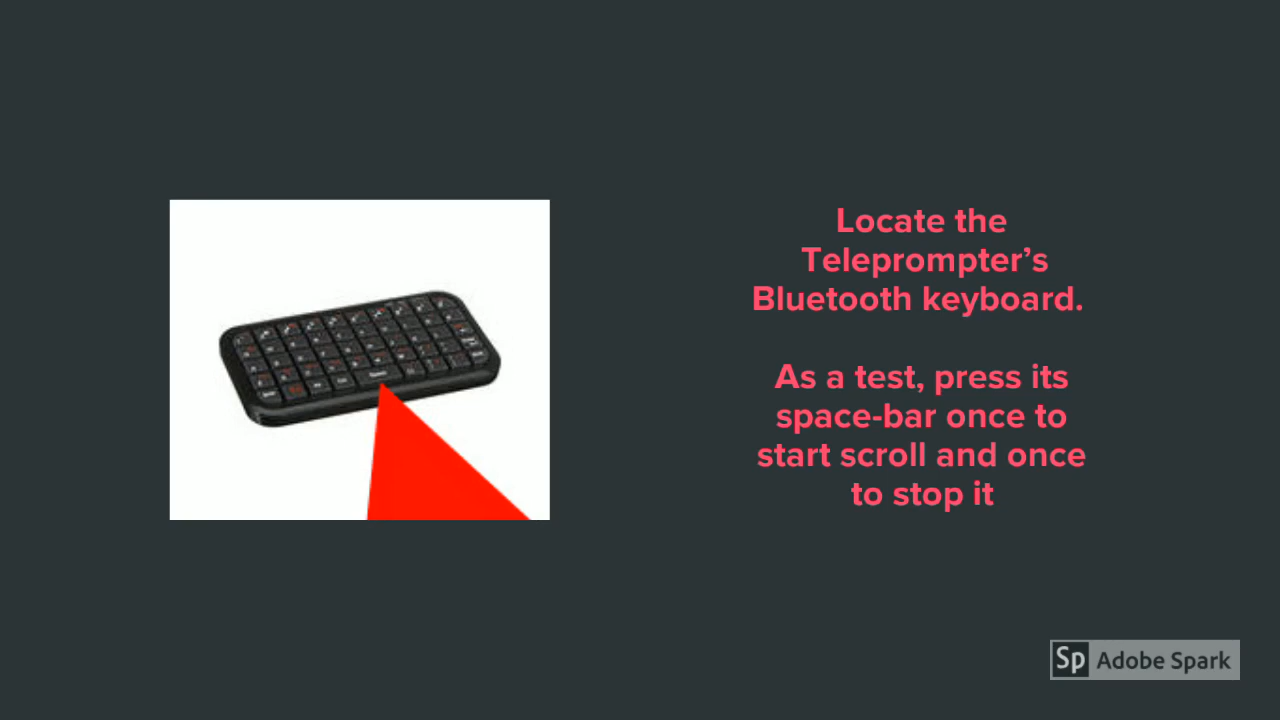 Locate the
Teleprompter’s
Bluetooth keyboard.
As a test, press its
space-bar once to
start scroll and once
to stop it
Sp Adobe Spark